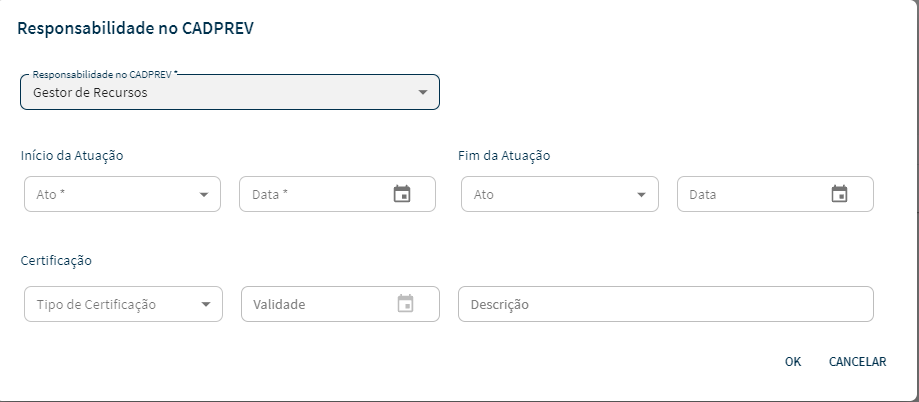 Responsabilidade no CADPREV
Responsabilidade no CADPREV *
Gestor de Recursos
Início da Atuação
Fim da Atuação
Ato *
Data *
Ato
Data
Certificação
Tipo de Certificação
Validade
Descrição
OK
CANCELAR